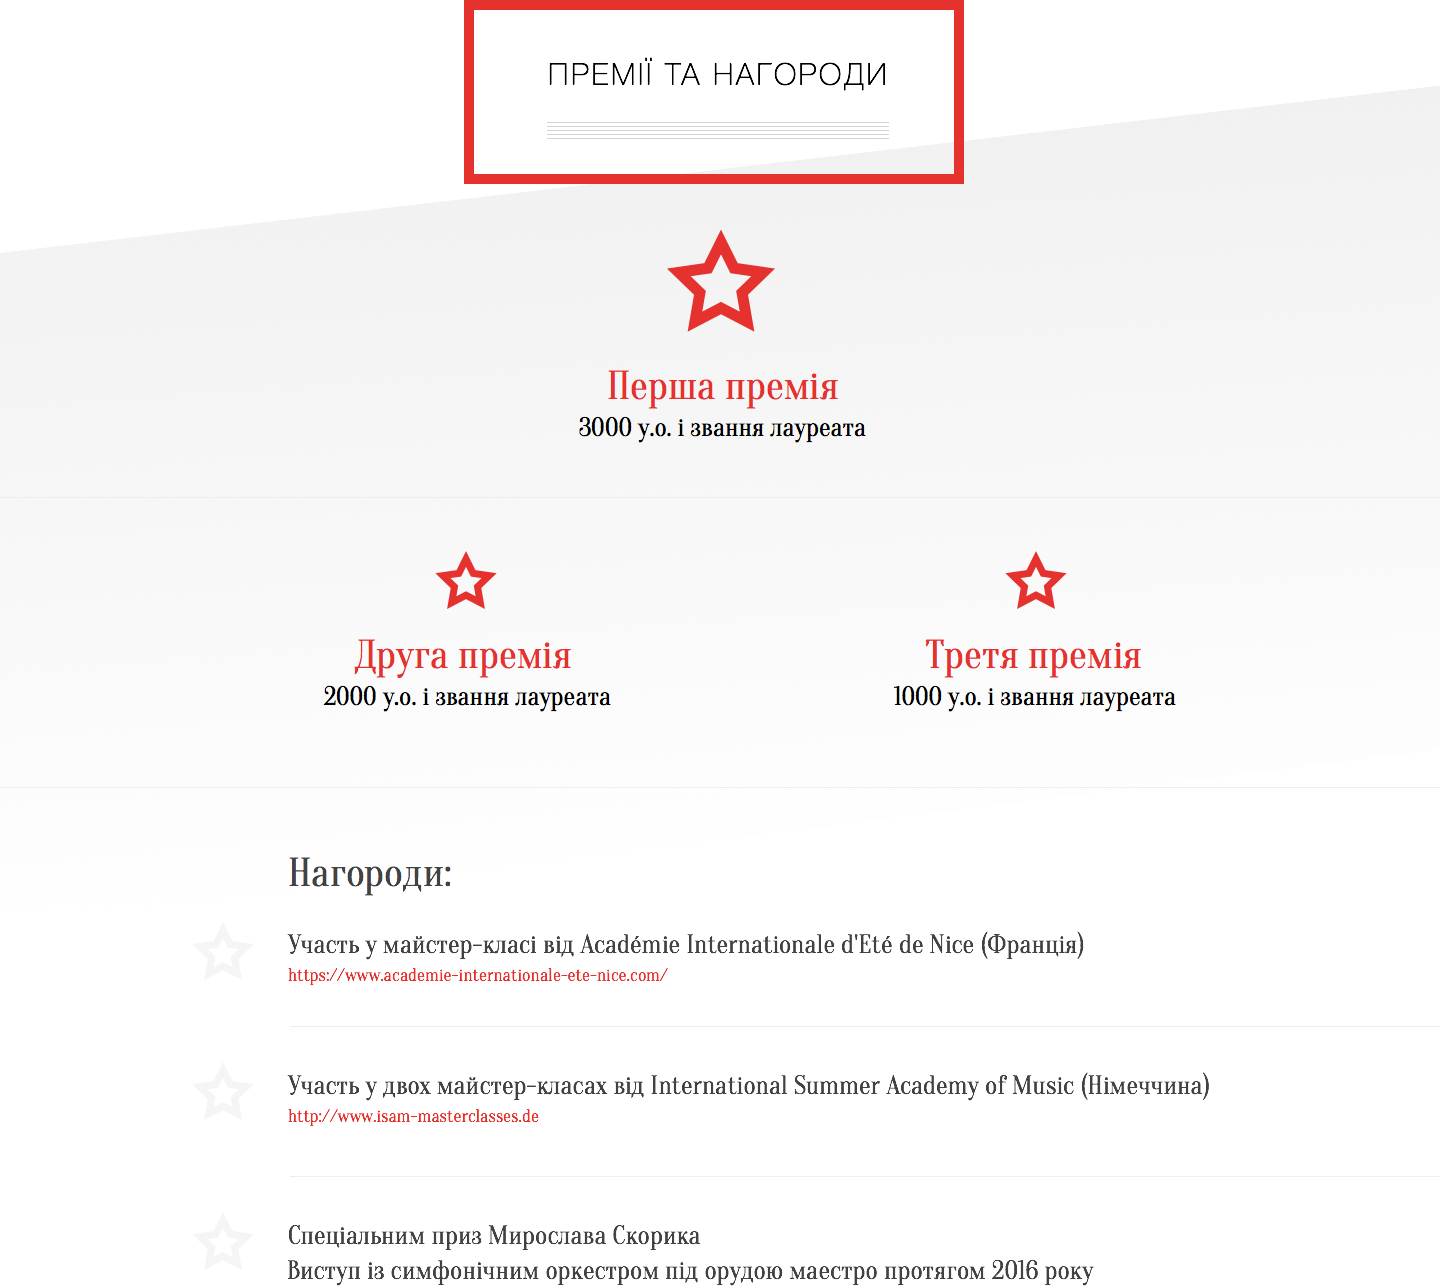 ПРЕМІЇ ТА НАГОРОДИ
Перша премія
3000 у.о. і звання лауреата
Друга премія
2000 у.о. і звання лауреата
Третя премія
1000 у.о. і звання лауреата
Нагороди:
Участь у майстер-класі від Académie Internationale d'Eté de Nice (Франція)
https://www.academie-internationale-ete-nice.com/
Участь у двох майстер-класах від International Summer Academy of Music (Німеччина)
http://www.isam-masterclasses.de
Спеціальним приз Мирослава Скорика
Виступ із симфонічним оркестром під орудою маестро протягом 2016 року